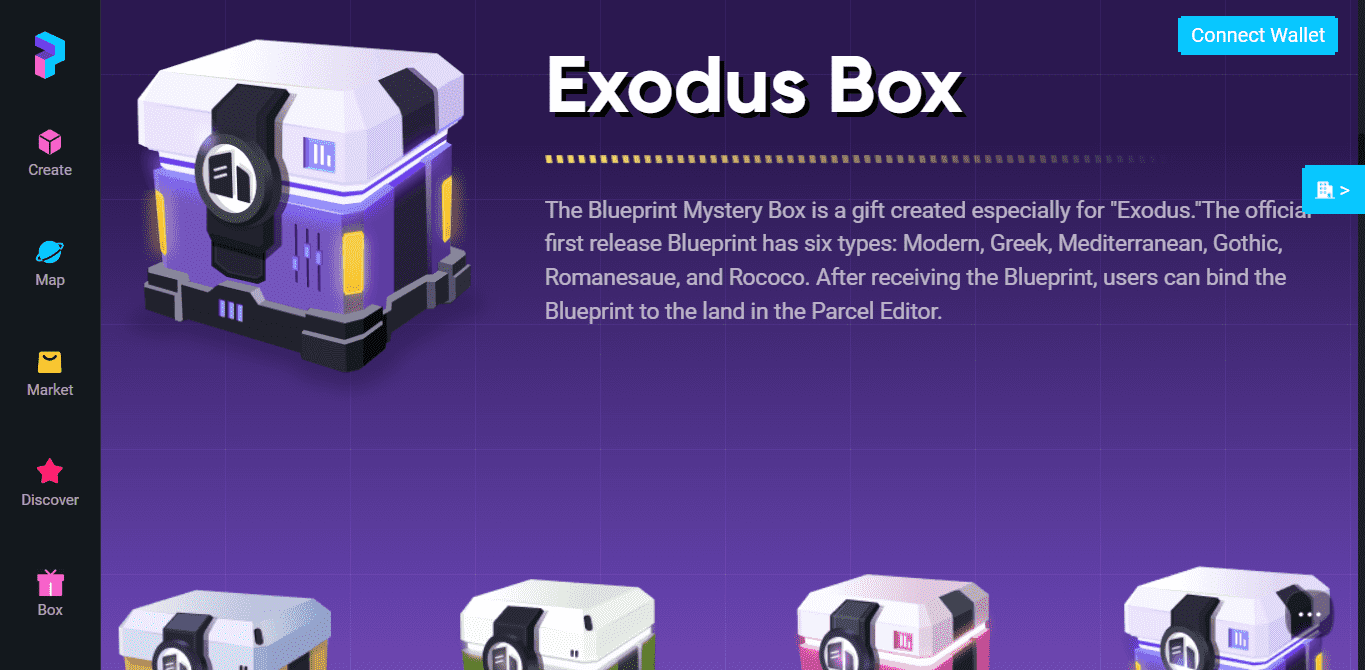 Connect Wallet
Exodus Box
Create
The Blueprint Mystery Box is a gift created especially for "Exodus."The official
first release Blueprint has six types: Modern, Greek, Mediterranean, Gothic,
Romanesaue, and Rococo. After receiving the Blueprint, users can bind the
Blueprint to the land in the Parcel Editor.
>
Map
Market
Discover
Box
...